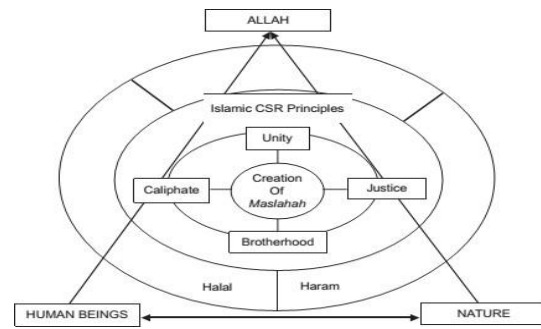 ALLAH
Islamic CSR Principles
Unity
Caliphate
Creation
Of
Maslahah
Justice
Brotherhood
Halal
Haram
HUMAN BEINGS
NATURE